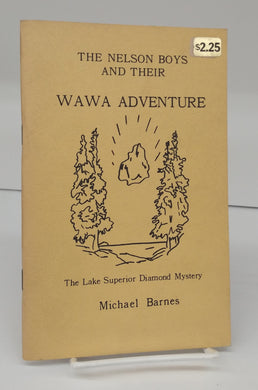 $2.25
THE NELSON BOYS
AND THEIR
WAWA ADVENTURE
The Lake Superior Diamond Mystery
Michael Barnes